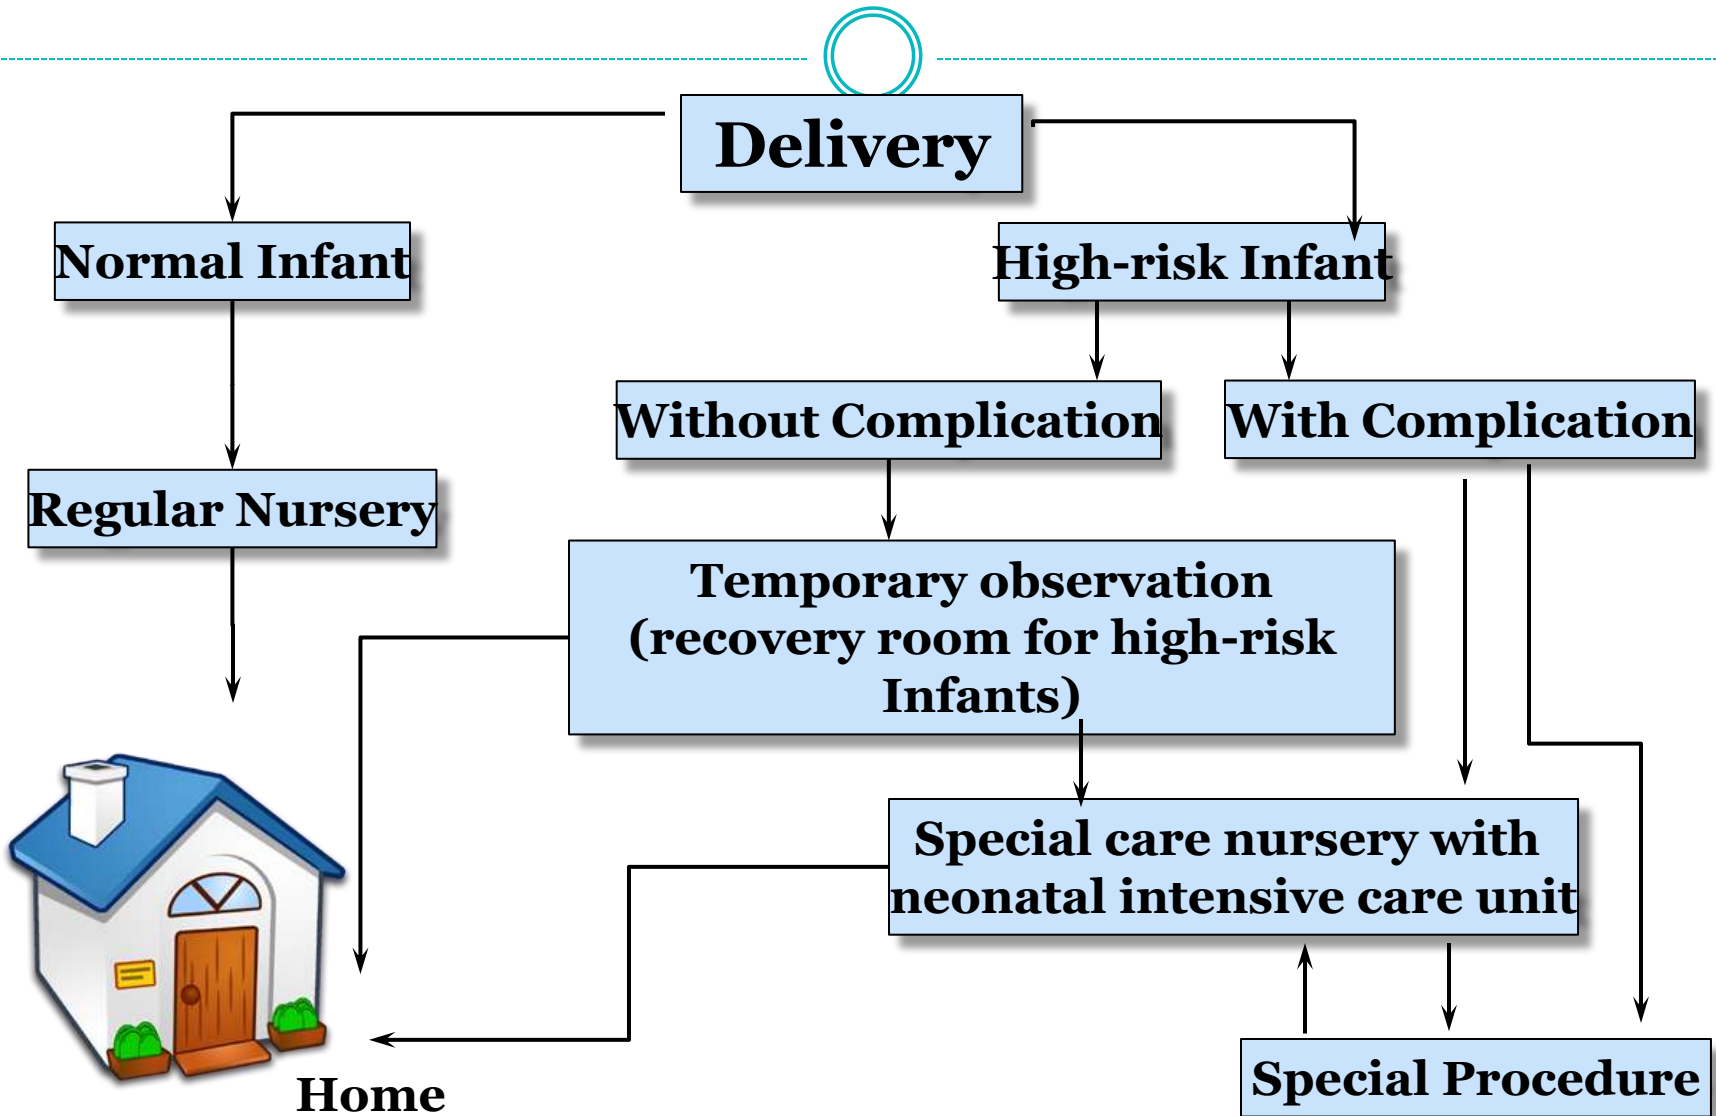 Delivery
Normal Infant
High-risk Infant
Without Complication
With Complication
Regular Nursery
Temporary observation
(recovery room for high-risk
Infants)
Special care nursery with
neonatal intensive care unit
Special Procedure
Home